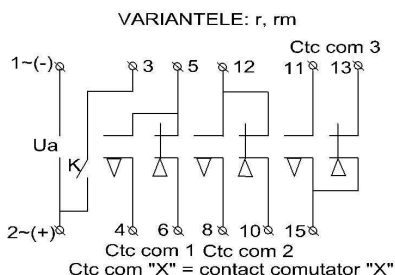 VARIANTELE: r, rm
Ctc com 3
1~(-) 3 5 12 11 13
Ua
K
2~(+) 4 6 8 10 15
Ctc com 1 Ctc com 2
Ctc com "X" = contact comutator "X"